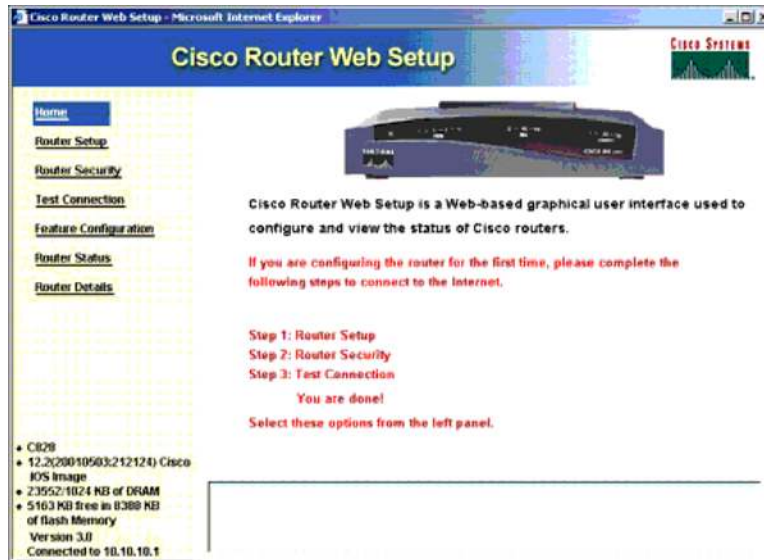 Cisco Router Web Setup - Microsoft Internet Explorer
Cisco Router Web Setup
CISCO SYSTEMS
Home
Router Setup
Router Security
Test Connection
Feature Configuration
Router Status
Router Details
Cisco Router Web Setup is a Web-based graphical user interface used to
configure and view the status of Cisco routers.
If you are configuring the router for the first time, please complete the
following steps to connect to the Internet.
Step 1: Router Setup
Step 2: Router Security
Step 3: Test Connection
You are done!
Select these options from the left panel.
C828
12.2(20010503:212124) Cisco
IOS Image
23552/1024 KB of DRAM
5163 KB free in 8388 KB
of flash Memory
Version 3.0
Connected to 10.10.10.1